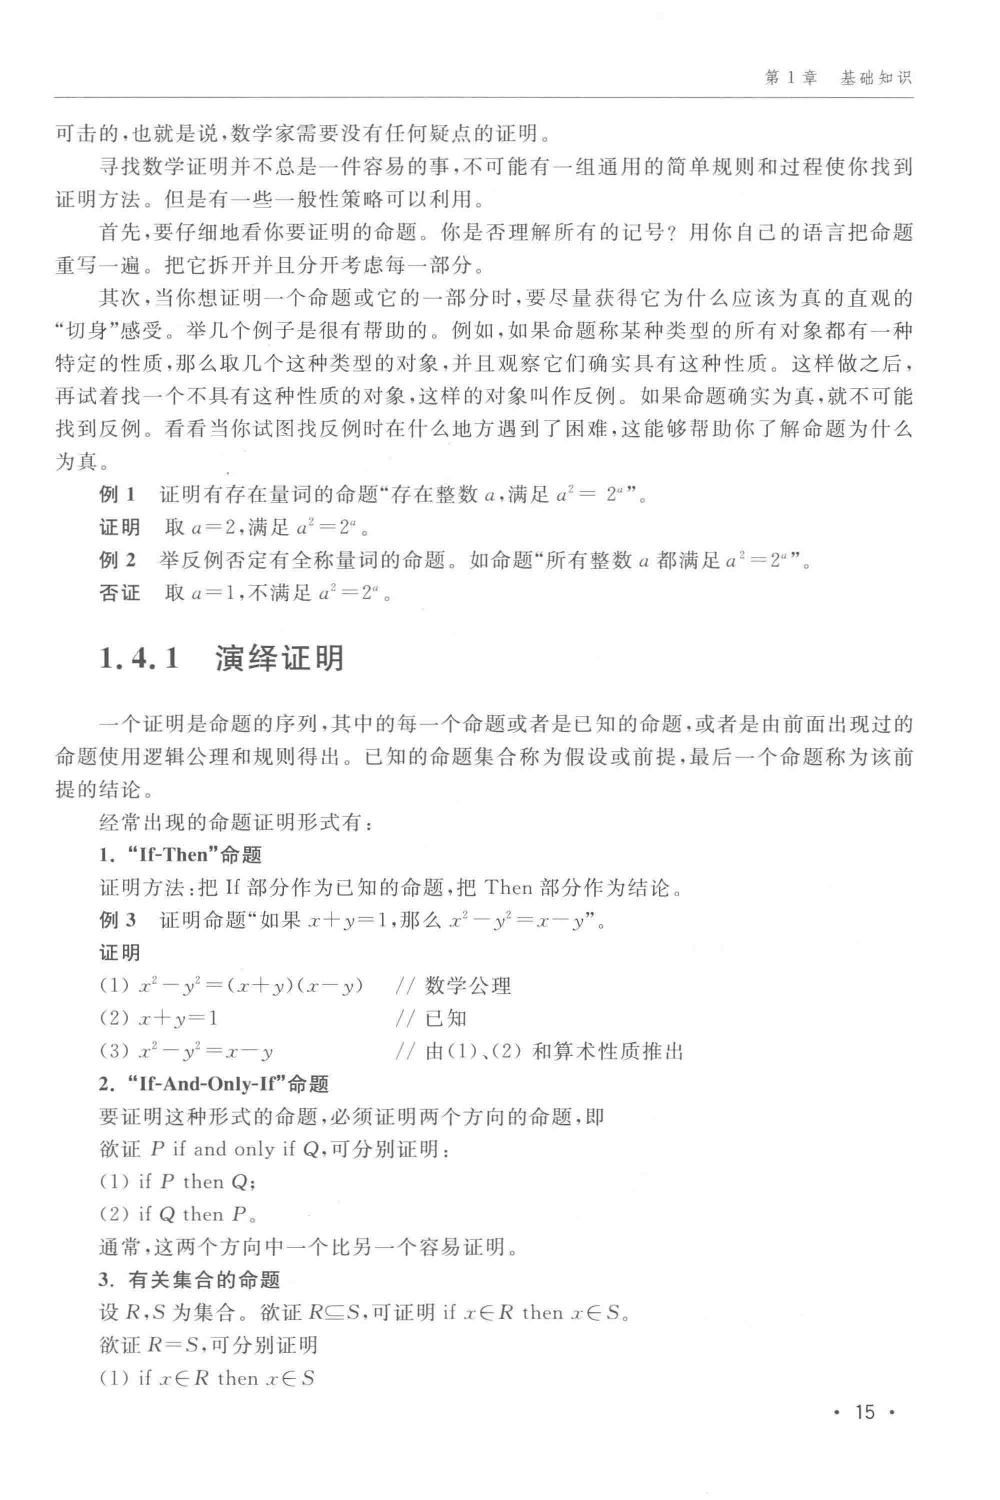 第1章 基础知识
可击的,也就是说,数学家需要没有任何疑点的证明。
寻找数学证明并不总是一件容易的事,不可能有一组通用的简单规则和过程使你找到
证明方法。但是有一些一般性策略可以利用。
首先,要仔细地看你要证明的命题。你是否理解所有的记号? 用你自己的语言把命题
重写一遍。把它拆开并且分开考虑每一部分。
其次,当你想证明一个命题或它的一部分时,要尽量获得它为什么应该为真的直观的
“切身”感受。举几个例子是很有帮助的。例如,如果命题称某种类型的所有对象都有一种
特定的性质,那么取几个这种类型的对象,并且观察它们确实具有这种性质。这样做之后,
再试着找一个不具有这种性质的对象,这样的对象叫作反例。如果命题确实为真,就不可能
找到反例。看看当你试图找反例时在什么地方遇到了困难,这能够帮助你了解命题为什么
为真。
例 1 证明有存在量词的命题“存在整数 a,满足 a² = 2ᵃ”。
证明 取 a=2,满足 a²=2ᵃ。
例 2 举反例否定有全称量词的命题。如命题“所有整数 a 都满足 a²=2ᵃ”。
否证 取 a=1,不满足 a²=2ᵃ。
1.4.1 演绎证明
一个证明是命题的序列,其中的每一个命题或者是已知的命题,或者是由前面出现过的
命题使用逻辑公理和规则得出。已知的命题集合称为假设或前提,最后一个命题称为该前
提的结论。
经常出现的命题证明形式有:
1. “If-Then”命题
证明方法:把 If 部分作为已知的命题,把 Then 部分作为结论。
例 3 证明命题“如果 x+y=1,那么 x²-y²=x-y”。
证明
(1) x²-y²=(x+y)(x-y) // 数学公理
(2) x+y=1 // 已知
(3) x²-y²=x-y // 由(1)、(2) 和算术性质推出
2. “If-And-Only-If”命题
要证明这种形式的命题,必须证明两个方向的命题,即
欲证 P if and only if Q,可分别证明:
(1) if P then Q;
(2) if Q then P。
通常,这两个方向中一个比另一个容易证明。
3. 有关集合的命题
设 R,S 为集合。欲证 R⊆S,可证明 if x∈R then x∈S。
欲证 R=S,可分别证明
(1) if x∈R then x∈S
· 15 ·